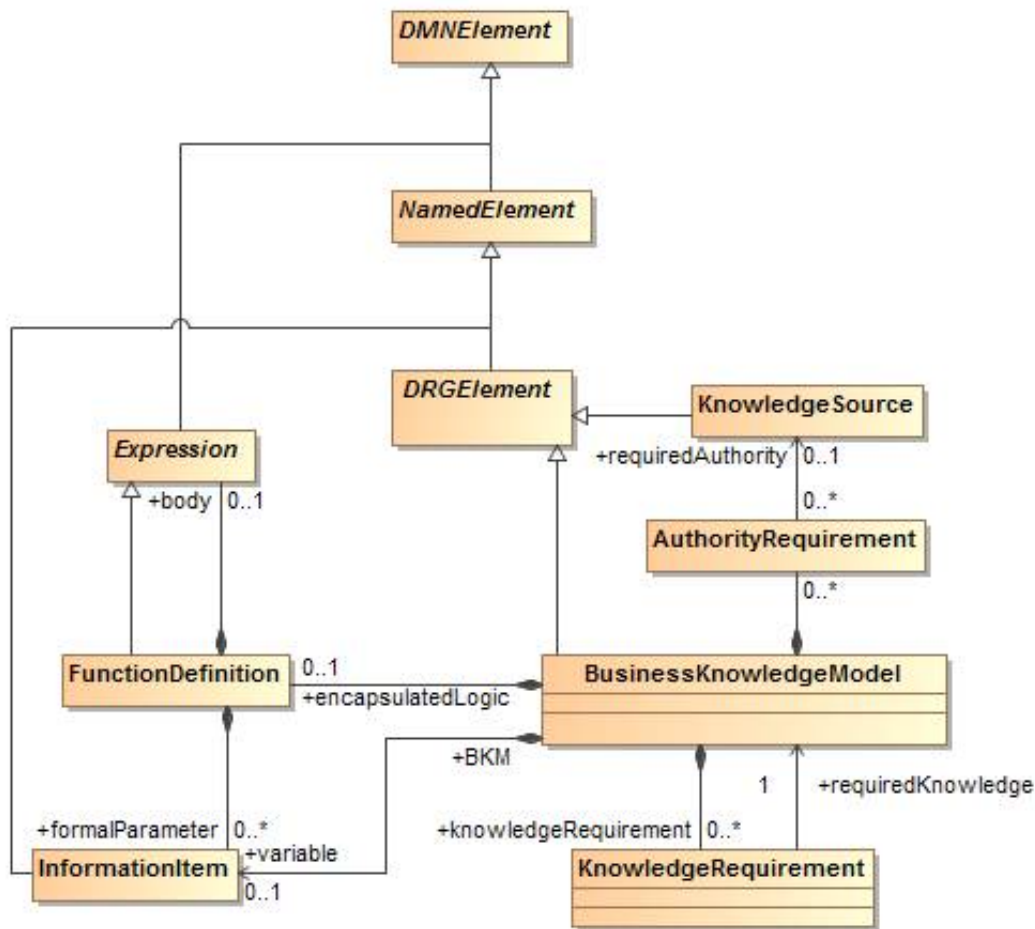 DMNElement
NamedElement
DRGElement
KnowledgeSource
Expression
+requiredAuthority 0..1
+body 0..1
0..*
AuthorityRequirement
0..*
FunctionDefinition
0..1
BusinessKnowledgeModel
+encapsulatedLogic
+BKM
1 +requiredKnowledge
+formalParameter 0..*
+knowledgeRequirement 0..*
+variable
InformationItem
0..1
KnowledgeRequirement